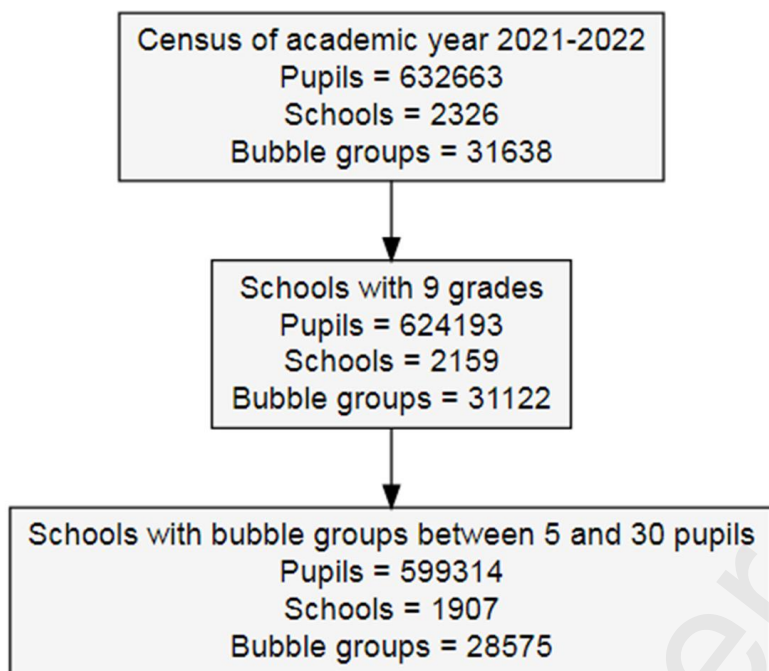 Census of academic year 2021-2022
Pupils = 632663
Schools = 2326
Bubble groups = 31638
Schools with 9 grades
Pupils = 624193
Schools = 2159
Bubble groups = 31122
Schools with bubble groups between 5 and 30 pupils
Pupils = 599314
Schools = 1907
Bubble groups = 28575